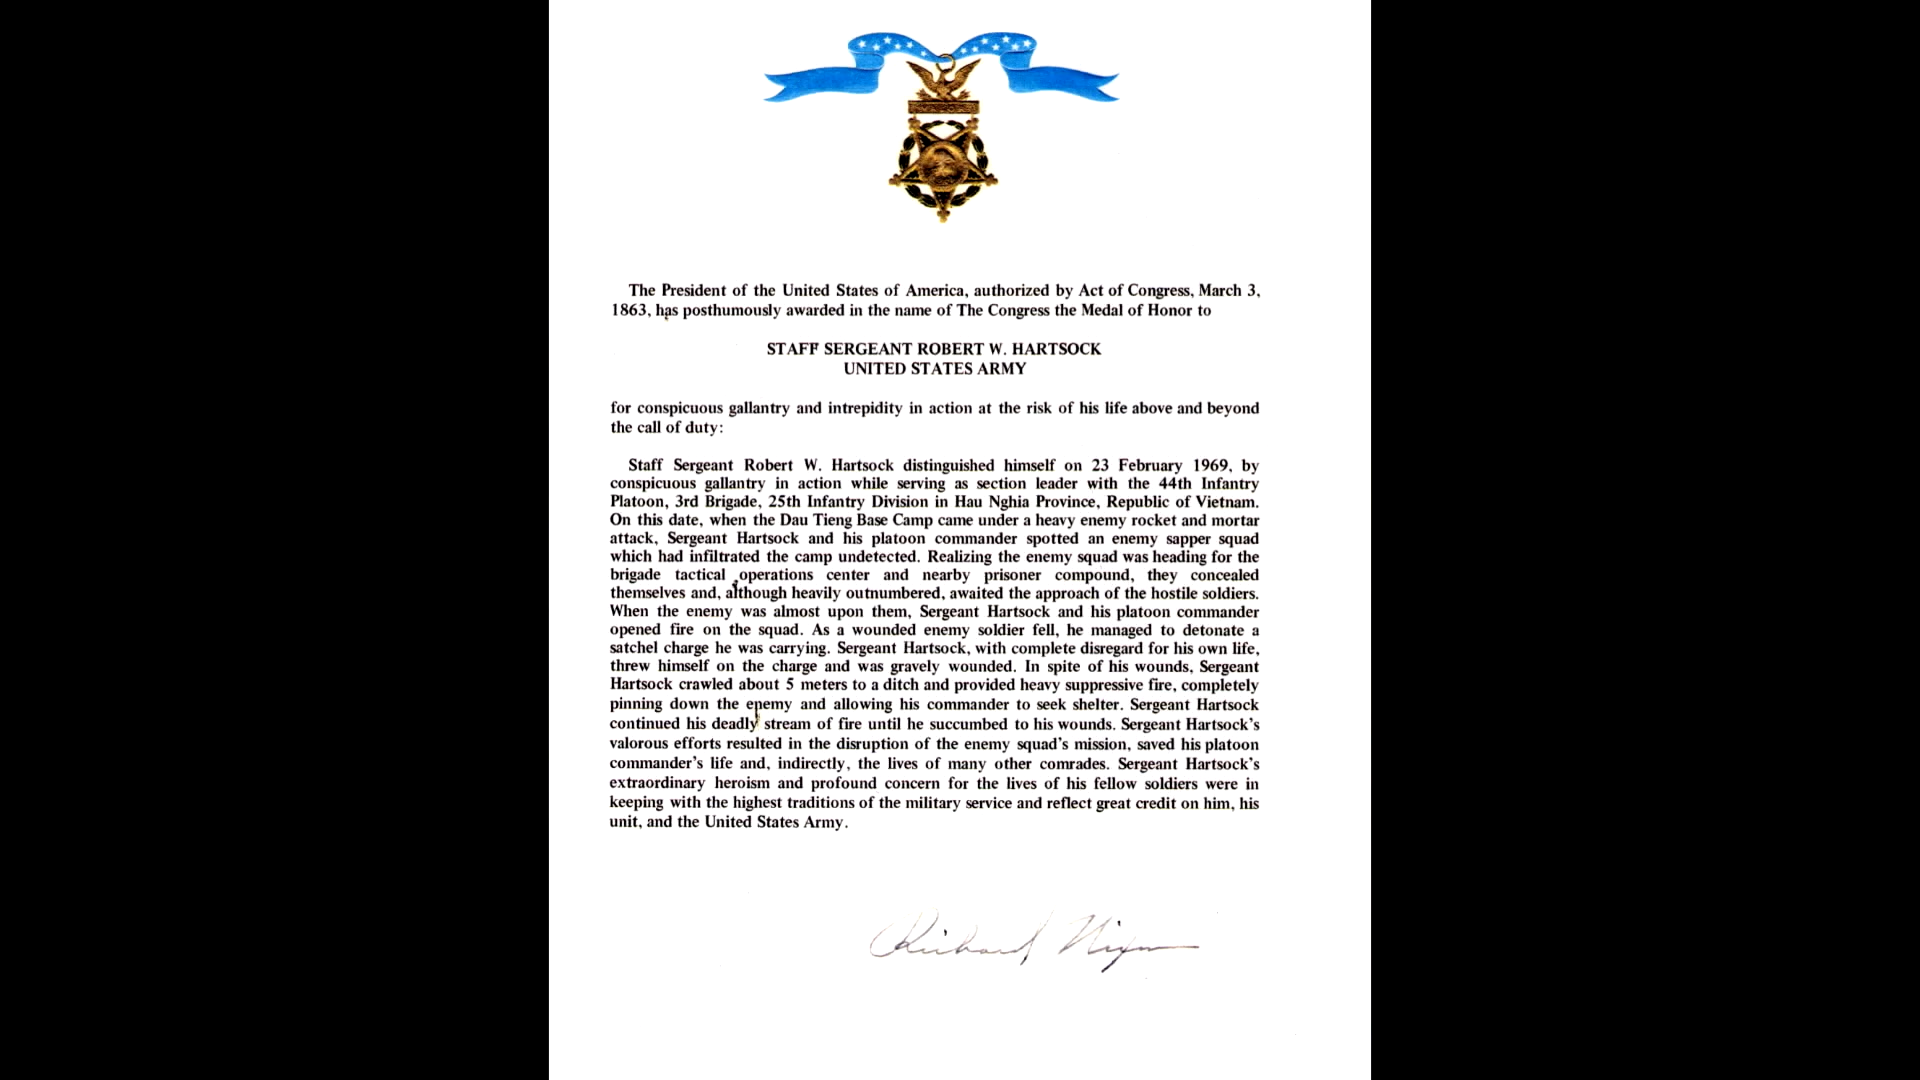 The President of the United States of America, authorized by Act of Congress, March 3,
1863, has posthumously awarded in the name of The Congress the Medal of Honor to
STAFF SERGEANT ROBERT W. HARTSOCK
UNITED STATES ARMY
for conspicuous gallantry and intrepidity in action at the risk of his life above and beyond
the call of duty:
Staff Sergeant Robert W. Hartsock distinguished himself on 23 February 1969, by
conspicuous gallantry in action while serving as section leader with the 44th Infantry
Platoon, 3rd Brigade, 25th Infantry Division in Hau Nghia Province, Republic of Vietnam.
On this date, when the Dau Tieng Base Camp came under a heavy enemy rocket and mortar
attack, Sergeant Hartsock and his platoon commander spotted an enemy sapper squad
which had infiltrated the camp undetected. Realizing the enemy squad was heading for the
brigade tactical operations center and nearby prisoner compound, they concealed
themselves and, although heavily outnumbered, awaited the approach of the hostile soldiers.
When the enemy was almost upon them, Sergeant Hartsock and his platoon commander
opened fire on the squad. As a wounded enemy soldier fell, he managed to detonate a
satchel charge he was carrying. Sergeant Hartsock, with complete disregard for his own life,
threw himself on the charge and was gravely wounded. In spite of his wounds, Sergeant
Hartsock crawled about 5 meters to a ditch and provided heavy suppressive fire, completely
pinning down the enemy and allowing his commander to seek shelter. Sergeant Hartsock
continued his deadly stream of fire until he succumbed to his wounds. Sergeant Hartsock's
valorous efforts resulted in the disruption of the enemy squad's mission, saved his platoon
commander's life and, indirectly, the lives of many other comrades. Sergeant Hartsock's
extraordinary heroism and profound concern for the lives of his fellow soldiers were in
keeping with the highest traditions of the military service and reflect great credit on him, his
unit, and the United States Army.
Richard Nixon